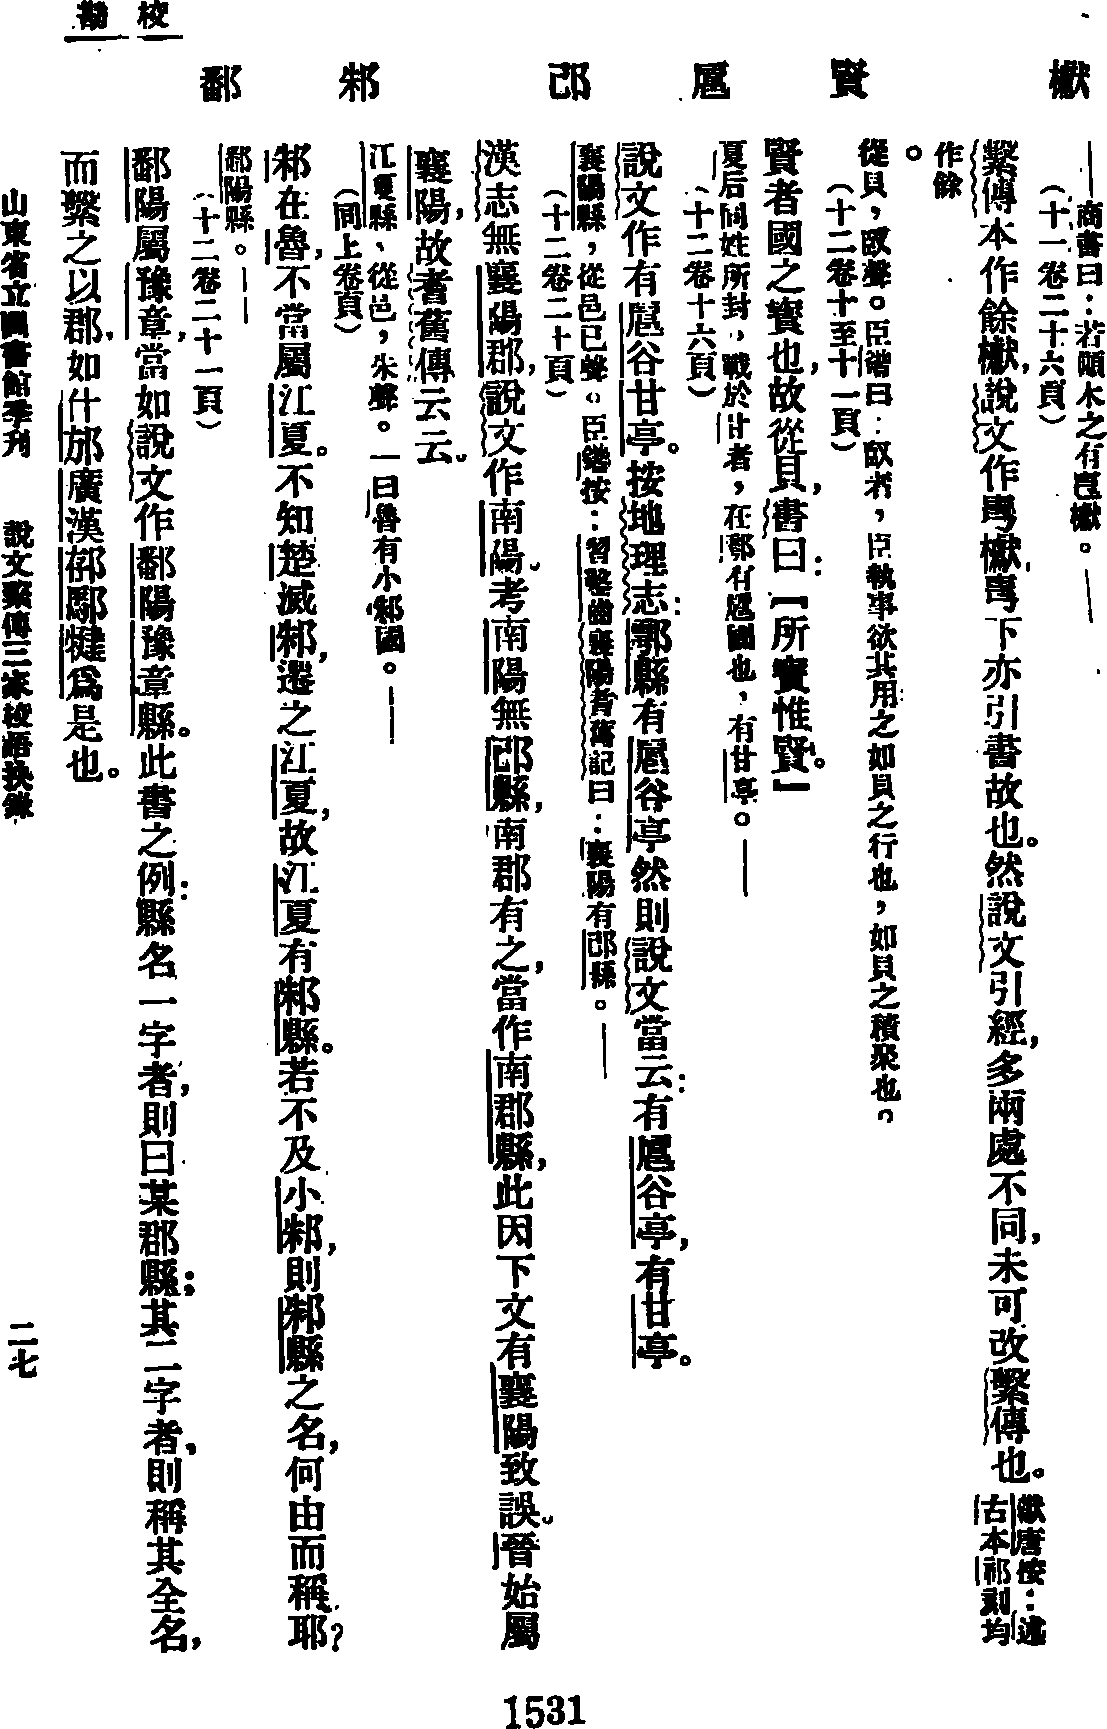 校勘
𣡌
——商書曰：若顚木之有𠧪𣡌。——
（十一卷二十六頁）
繫傳本作餘𣡌，說文作𠧪𣡌𠧪下亦引書故也。然說文引經，多兩處不同，未可改繫傳也。獻唐按：述古本祁刻均
作餘。
賢
從貝，臤聲。臣鍇曰：臤者，臣執事欲其用之如貝之行也，如貝之積聚也。
（十二卷十至十一頁）
賢者國之寶也，故從貝，書曰：「所寶惟賢。」
扈
夏后同姓所封，戰於甘者，在鄠有扈國也，有甘亭。——
（十二卷十六頁）
說文作有扈谷甘亭。按地理志：鄠縣有扈谷亭然則說文當云：有扈谷亭，有甘亭。
邔
襄陽縣，從邑已聲。臣鍇按：習鑿齒襄陽耆舊記曰：襄陽有邔縣。——
（十二卷二十頁）
漢志無襄陽郡，說文作南陽。考南陽無邔縣，南郡有之，當作南郡縣，此因下文有襄陽致誤。晉始屬
襄陽，故耆舊傳云云。
邾
江夏縣、從邑，朱聲。一曰魯有小邾國。——
（同上卷頁）
邾在魯，不當屬江夏。不知楚滅邾，遷之江夏，故江夏有邾縣。若不及小邾，則邾縣之名，何由而稱耶？
鄱
鄱陽縣。——
（十二卷二十一頁）
鄱陽屬豫章，當如說文作鄱陽豫章縣。此書之例：縣名一字者，則曰某郡縣；其二字者，則稱其全名，
而繫之以郡，如什邡廣漢郁鄢犍爲是也。
山東省立圖書館季刊 說文繫傳三家校語抉錄 二七
1531